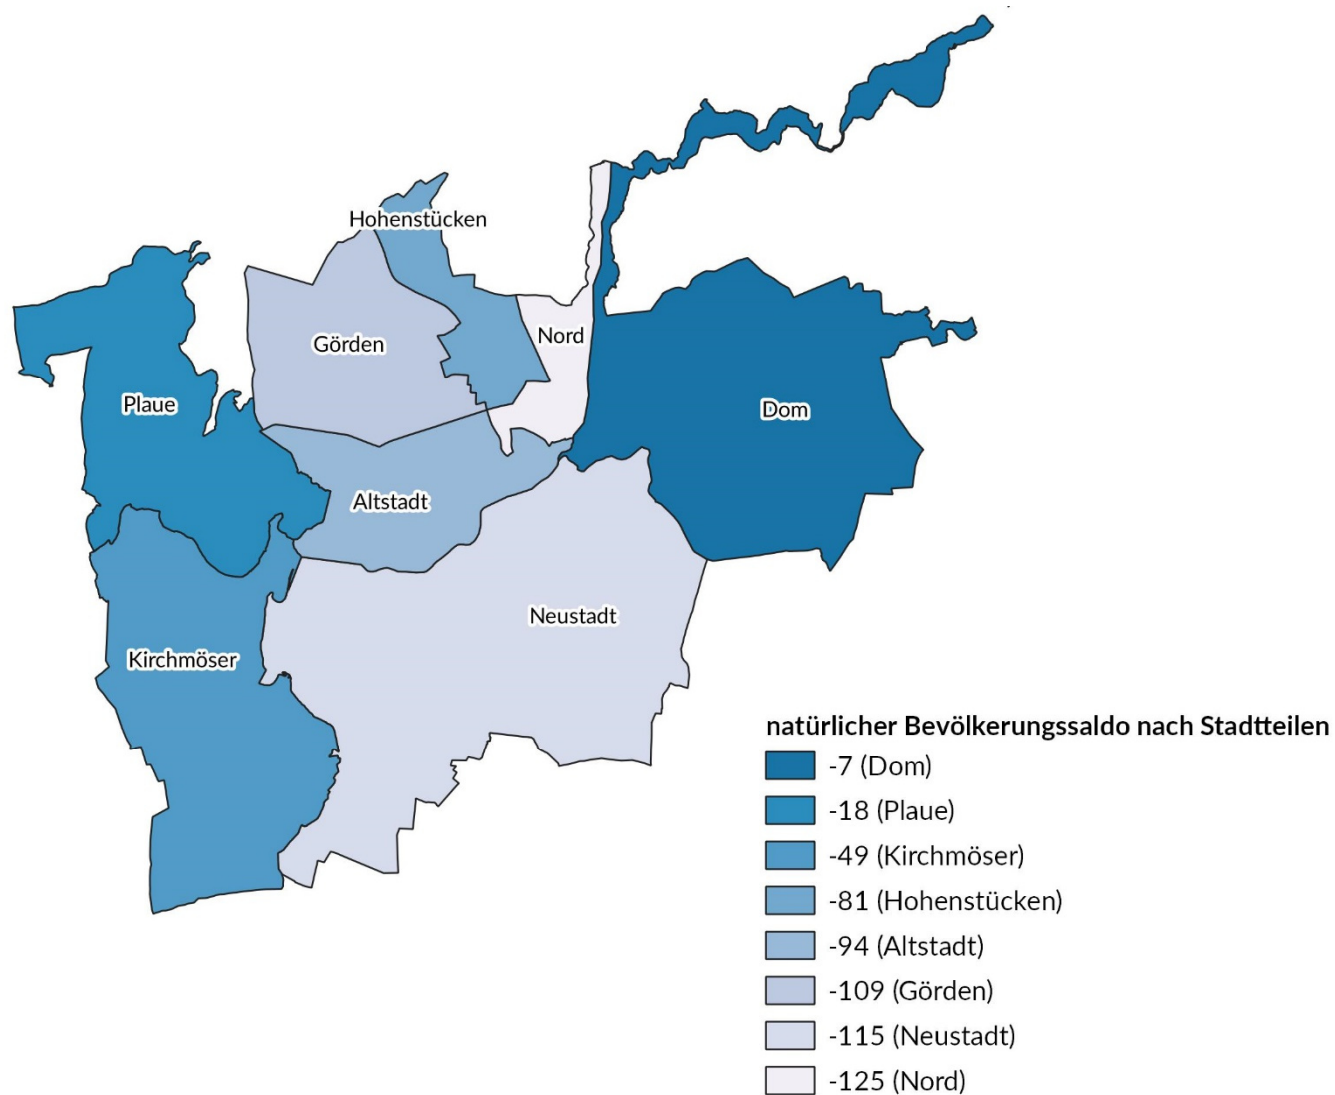 Hohenstücken
Görden
Nord
Plaue
Dom
Altstadt
Neustadt
Kirchmöser
natürlicher Bevölkerungssaldo nach Stadtteilen
-7 (Dom)
-18 (Plaue)
-49 (Kirchmöser)
-81 (Hohenstücken)
-94 (Altstadt)
-109 (Görden)
-115 (Neustadt)
-125 (Nord)